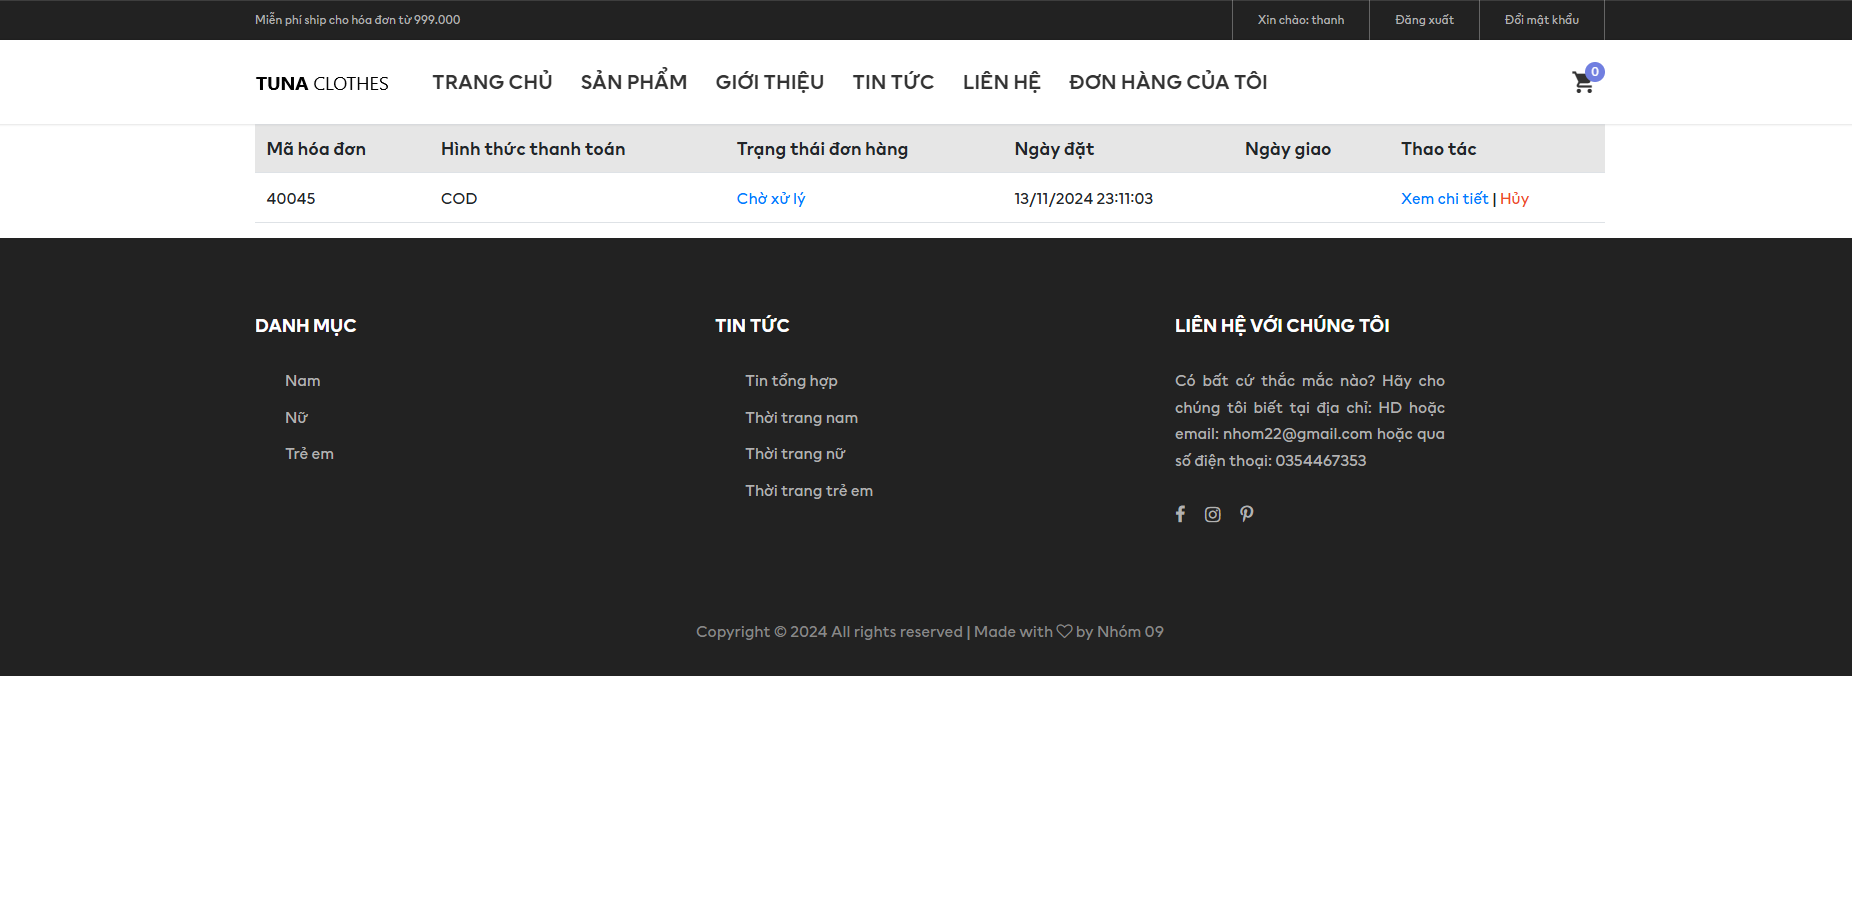 Miễn phí ship cho hóa đơn từ 999.000
Xin chào: thanh
Đăng xuất
Đổi mật khẩu
TUNA CLOTHES
TRANG CHỦ
SẢN PHẨM
GIỚI THIỆU
TIN TỨC
LIÊN HỆ
ĐƠN HÀNG CỦA TÔI
0
Mã hóa đơn
Hình thức thanh toán
Trạng thái đơn hàng
Ngày đặt
Ngày giao
Thao tác
40045
COD
Chờ xử lý
13/11/2024 23:11:03
Xem chi tiết | Hủy
DANH MỤC
Nam
Nữ
Trẻ em
TIN TỨC
Tin tổng hợp
Thời trang nam
Thời trang nữ
Thời trang trẻ em
LIÊN HỆ VỚI CHÚNG TÔI
Có bất cứ thắc mắc nào? Hãy cho
chúng tôi biết tại địa chỉ: HD hoặc
email: nhom22@gmail.com hoặc qua
số điện thoại: 0354467353
Copyright © 2024 All rights reserved | Made with ♡ by Nhóm 09